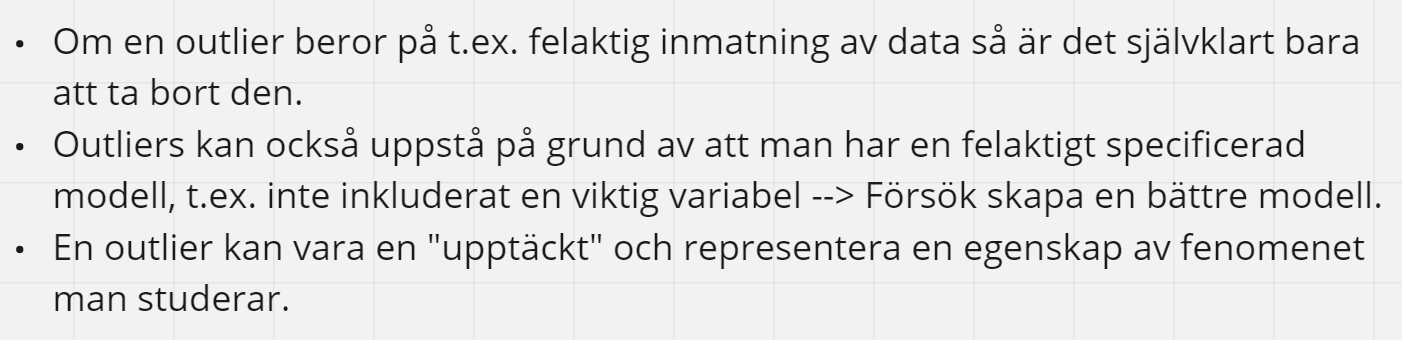 • Om en outlier beror på t.ex. felaktig inmatning av data så är det självklart bara
att ta bort den.
• Outliers kan också uppstå på grund av att man har en felaktigt specificerad
modell, t.ex. inte inkluderat en viktig variabel --> Försök skapa en bättre modell.
• En outlier kan vara en "upptäckt" och representera en egenskap av fenomenet
man studerar.